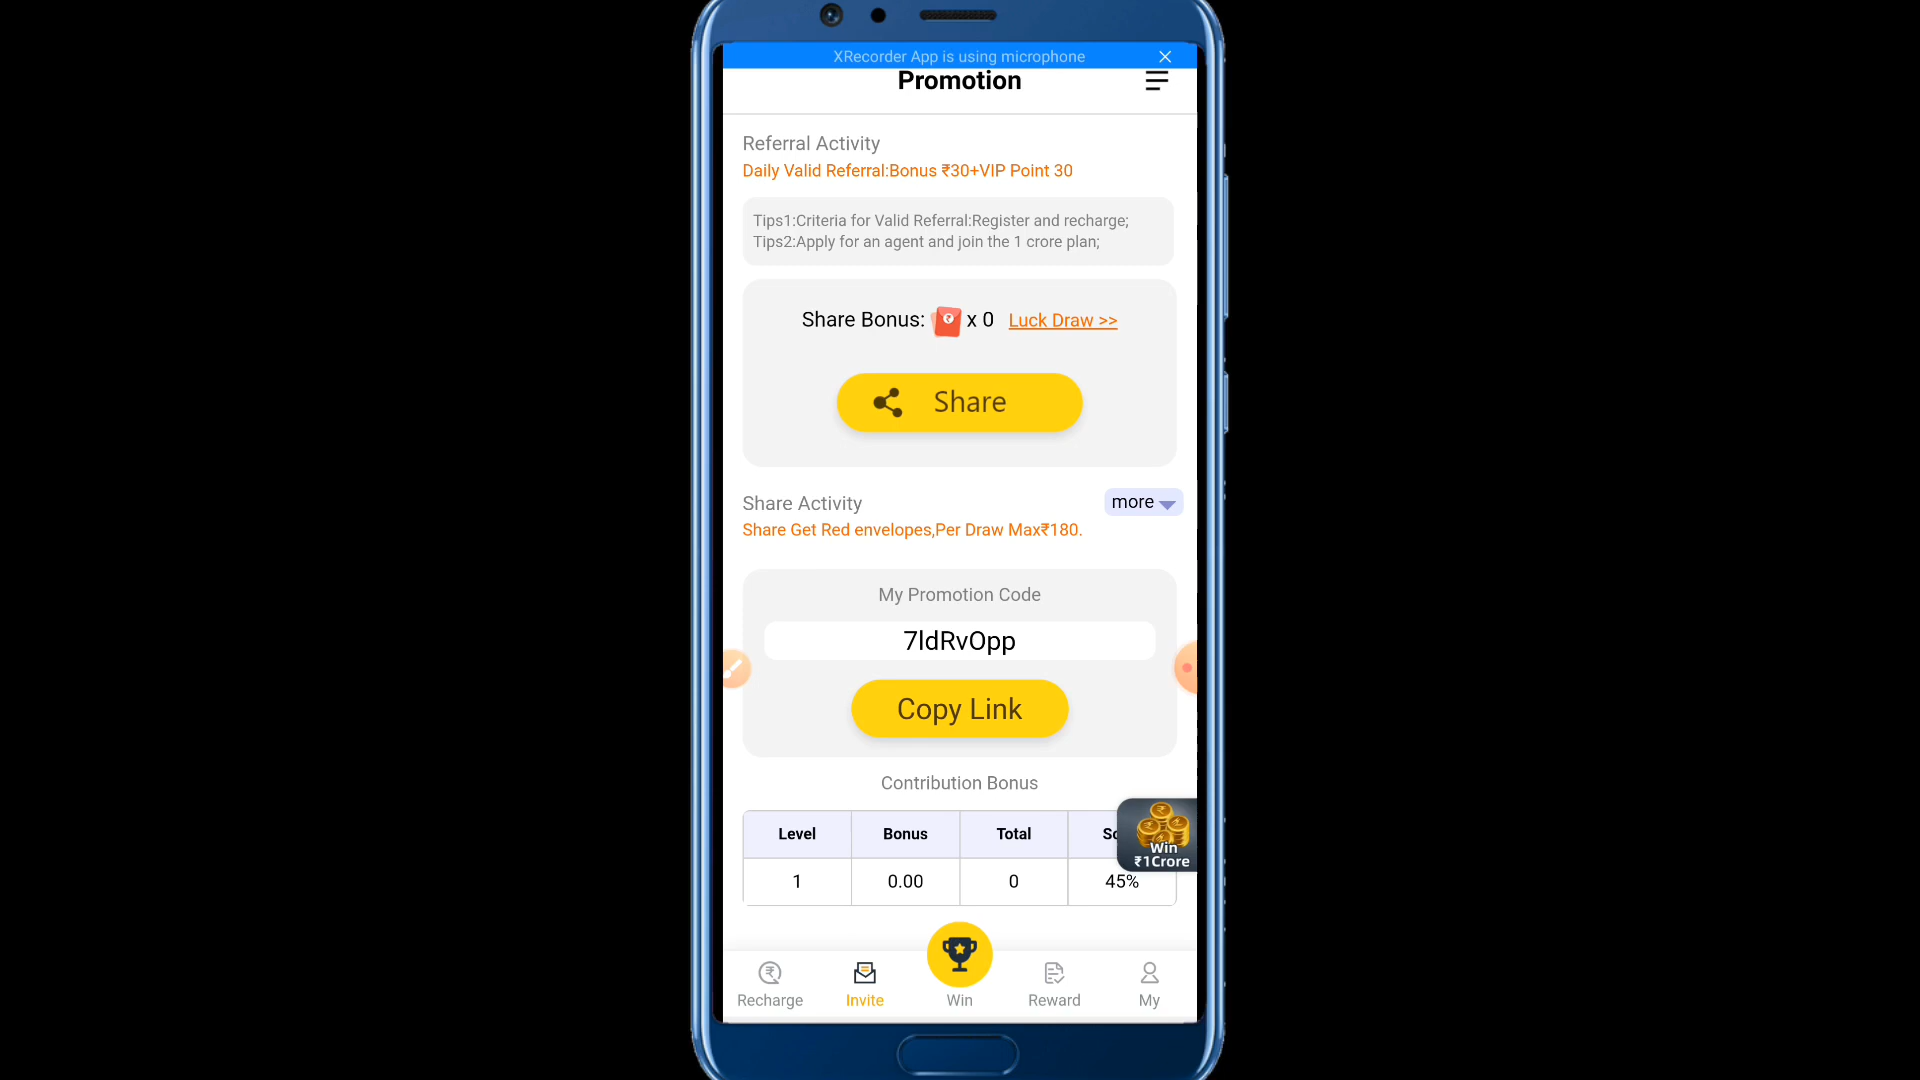 XRecorder App is using microphone
Promotion
Referral Activity
Daily Valid Referral:Bonus ₹30+VIP Point 30
Tips1:Criteria for Valid Referral:Register and recharge;
Tips2:Apply for an agent and join the 1 crore plan;
Share Bonus: x 0 Luck Draw >>
Share
Share Activity more
Share Get Red envelopes,Per Draw Max₹180.
My Promotion Code
7ldRvOpp
Copy Link
Contribution Bonus
Level Bonus Total
Win
₹1Crore
1 0.00 0 45%
Recharge Invite Win Reward My